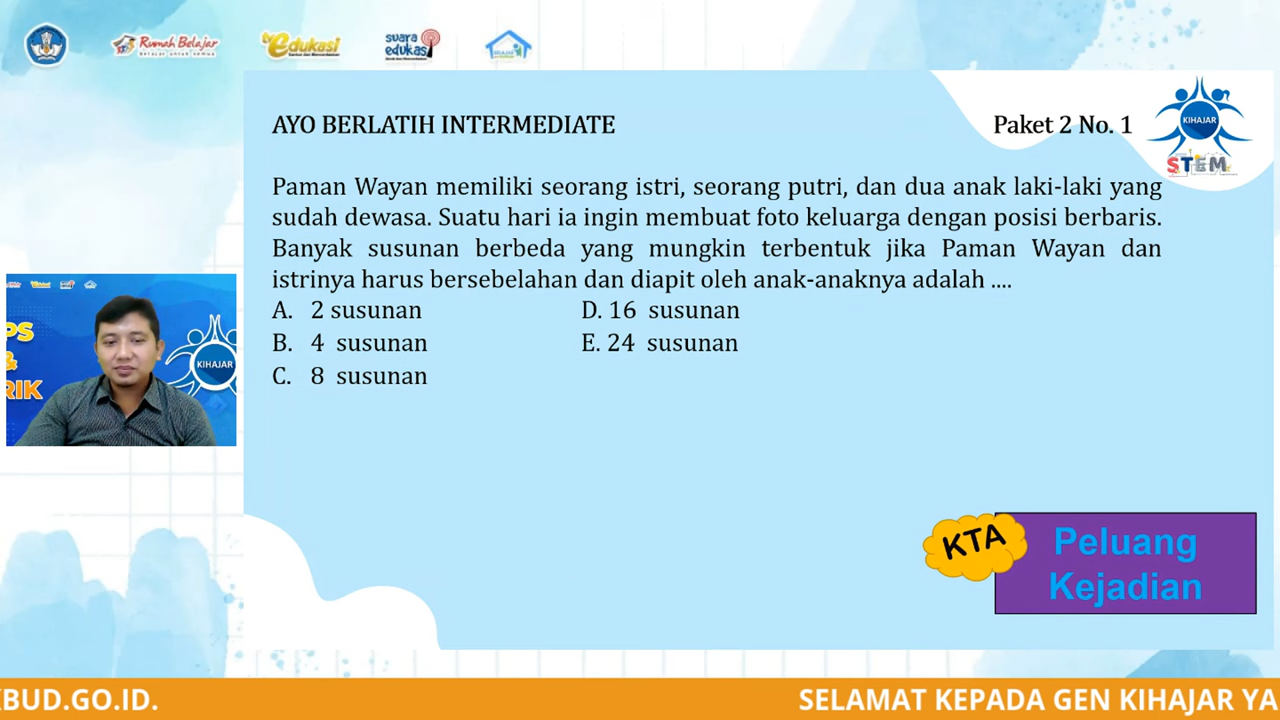 Rumah Belajar
tv edukasi
suara
edukasi
AYO BERLATIH INTERMEDIATE
Paket 2 No. 1
KIHAJAR
STEM
Paman Wayan memiliki seorang istri, seorang putri, dan dua anak laki-laki yang
sudah dewasa. Suatu hari ia ingin membuat foto keluarga dengan posisi berbaris.
Banyak susunan berbeda yang mungkin terbentuk jika Paman Wayan dan
istrinya harus bersebelahan dan diapit oleh anak-anaknya adalah ....
A. 2 susunan
D. 16 susunan
B. 4 susunan
E. 24 susunan
C. 8 susunan
PS
&
RIK
KIHAJAR
KTA
Peluang
Kejadian
KBUD.GO.ID.
SELAMAT KEPADA GEN KIHAJAR YA